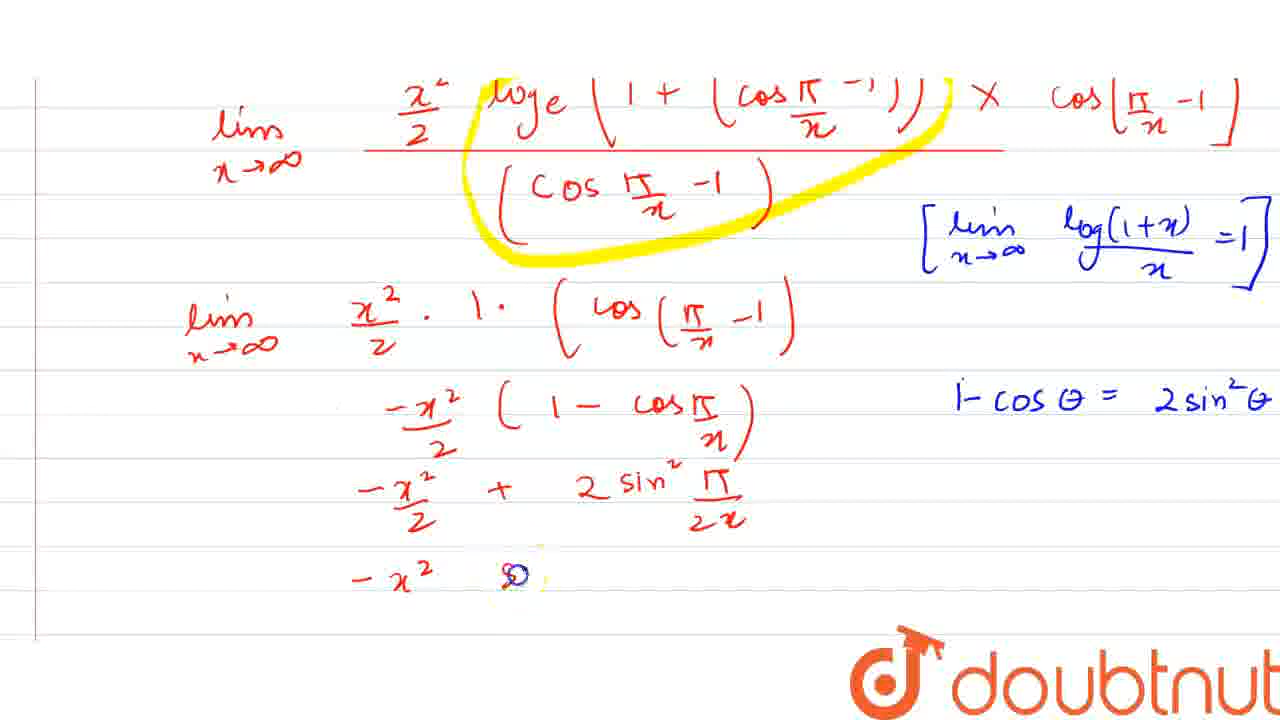 lim x→∞ x²/2 loge (1 + (cos π/x -1)) × cos(π/x -1]
(cos π/x -1)
[lim x→∞ log(1+x)/x =1]
lim x→∞ x²/2 · 1 · (cos (π/x -1)
-x²/2 (1 - cos π/x)
1- cos θ = 2 sin² θ
-x²/2 + 2 sin² π/2x
- x² s
doubtnut